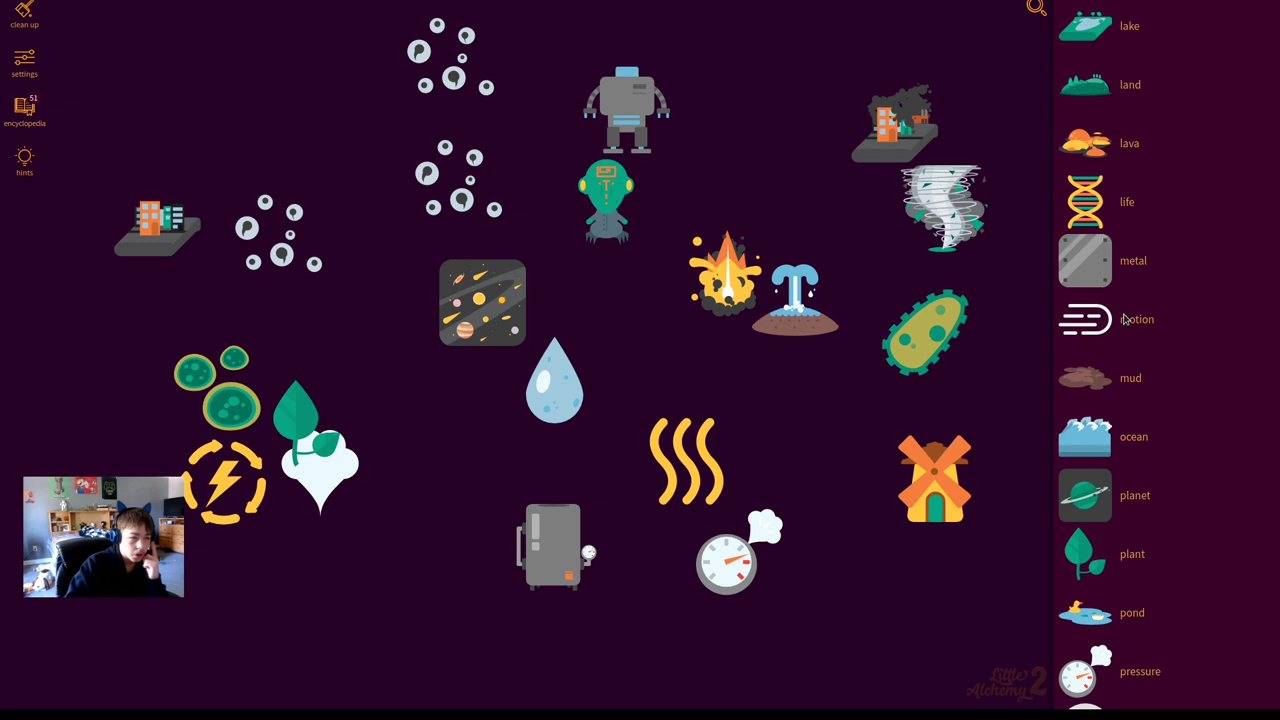 clean up
settings
51
encyclopedia
hints
lake
land
lava
life
metal
motion
mud
ocean
planet
plant
pond
pressure
Little
Alchemy 2